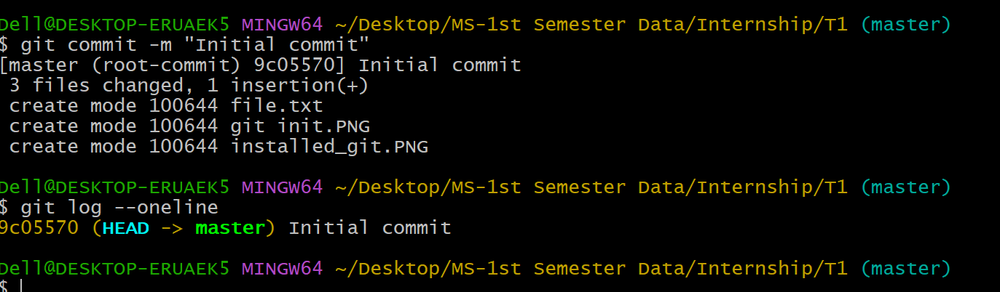 Dell@DESKTOP-ERUAEK5 MINGW64 ~/Desktop/MS-1st Semester Data/Internship/T1 (master)
$ git commit -m "Initial commit"
[master (root-commit) 9c05570] Initial commit
 3 files changed, 1 insertion(+)
 create mode 100644 file.txt
 create mode 100644 git init.PNG
 create mode 100644 installed_git.PNG
Dell@DESKTOP-ERUAEK5 MINGW64 ~/Desktop/MS-1st Semester Data/Internship/T1 (master)
$ git log --oneline
9c05570 (HEAD -> master) Initial commit
Dell@DESKTOP-ERUAEK5 MINGW64 ~/Desktop/MS-1st Semester Data/Internship/T1 (master)
$